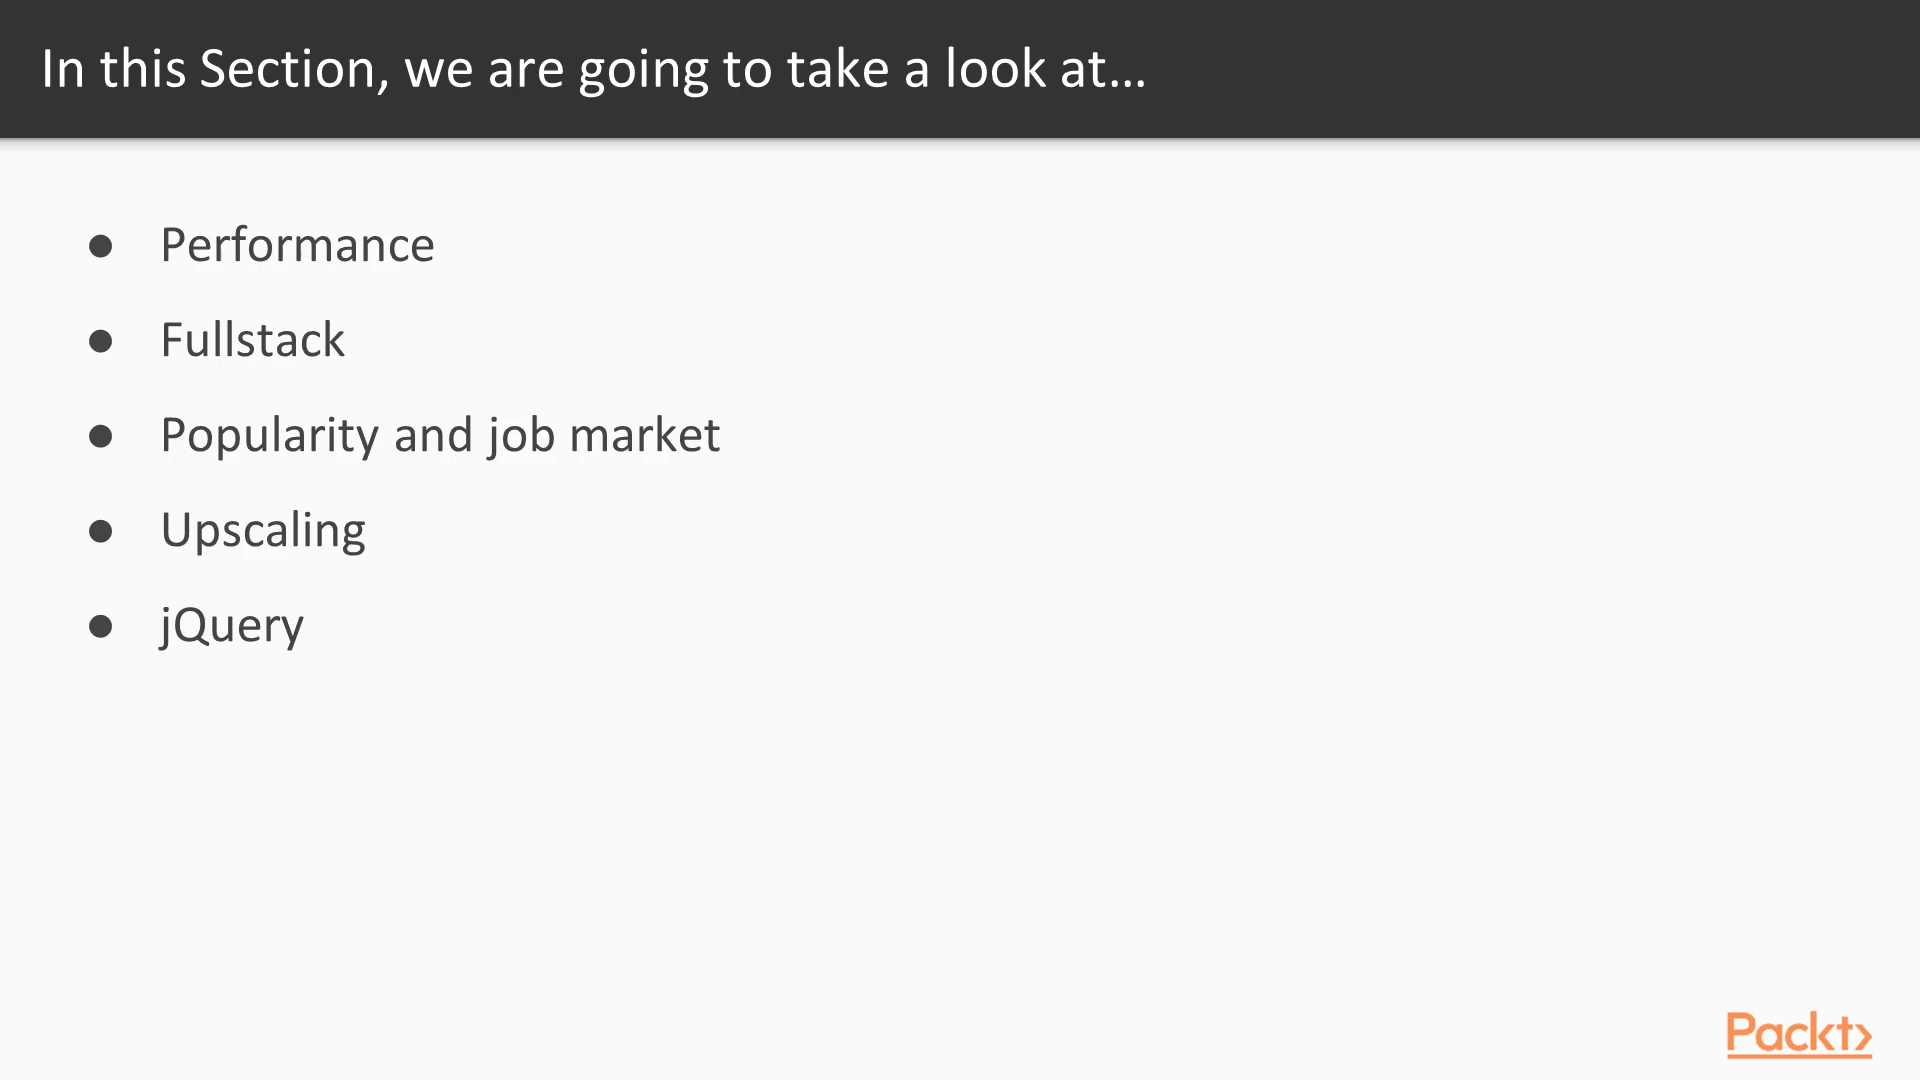 In this Section, we are going to take a look at...
● Performance
● Fullstack
● Popularity and job market
● Upscaling
● jQuery
Packt>